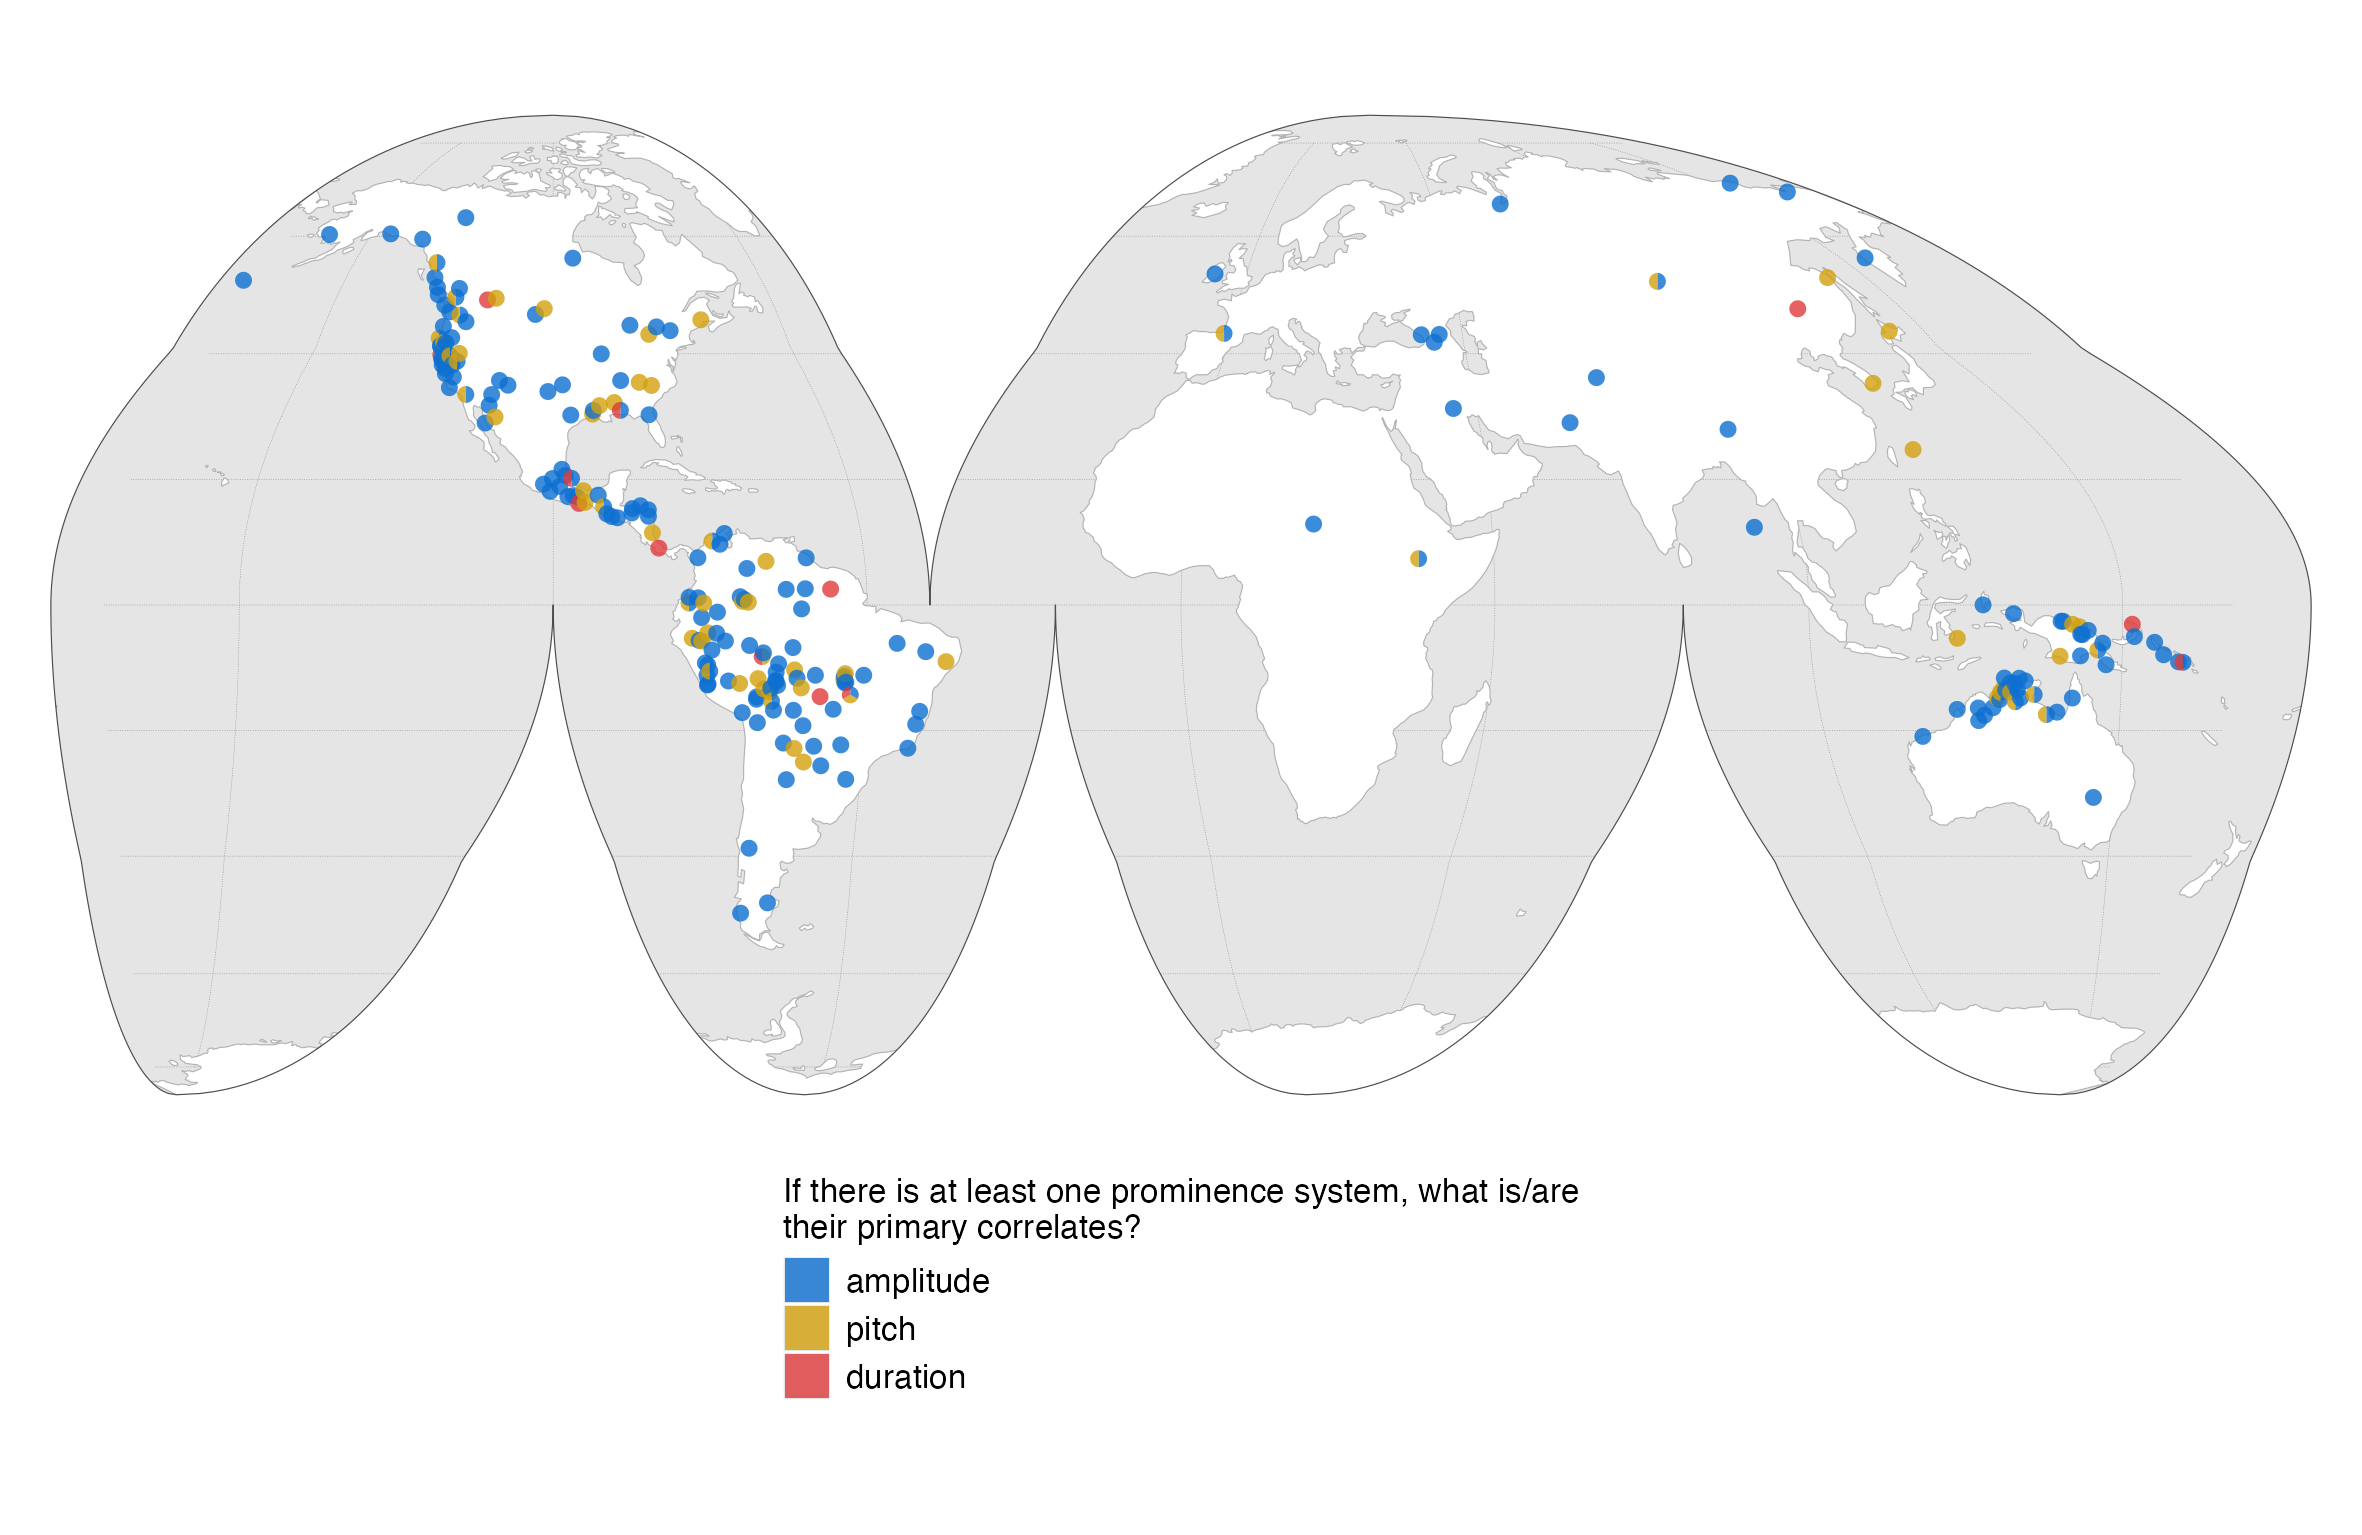 If there is at least one prominence system, what is/are
their primary correlates?
amplitude
pitch
duration